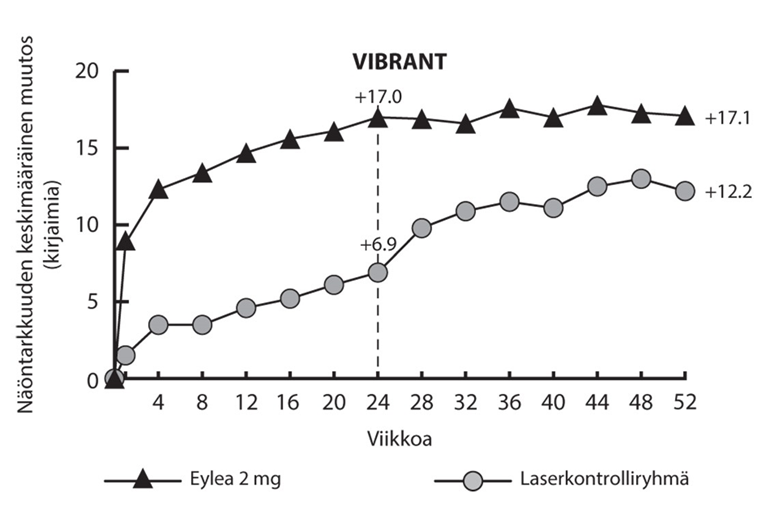 VIBRANT
Näöntarkkuuden keskimääräinen muutos
(kirjaimia)
20
15
10
5
0
+17.0
+17.1
+6.9
+12.2
4 8 12 16 20 24 28 32 36 40 44 48 52
Viikkoa
Eylea 2 mg
Laserkontrolliryhmä